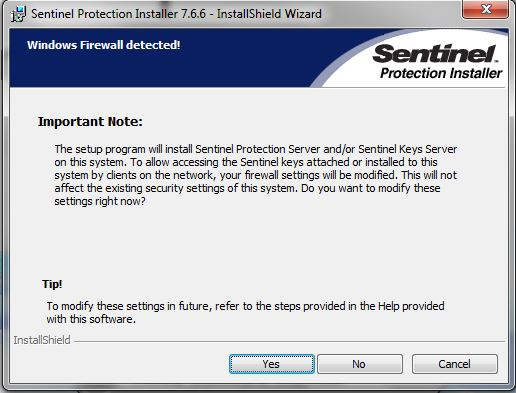 Sentinel Protection Installer 7.6.6 - InstallShield Wizard
Windows Firewall detected!
Sentinel™
Protection Installer
Important Note:
The setup program will install Sentinel Protection Server and/or Sentinel Keys Server
on this system. To allow accessing the Sentinel keys attached or installed to this
system by clients on the network, your firewall settings will be modified. This will not
affect the existing security settings of this system. Do you want to modify these
settings right now?
Tip!
To modify these settings in future, refer to the steps provided in the Help provided
with this software.
InstallShield
Yes
No
Cancel